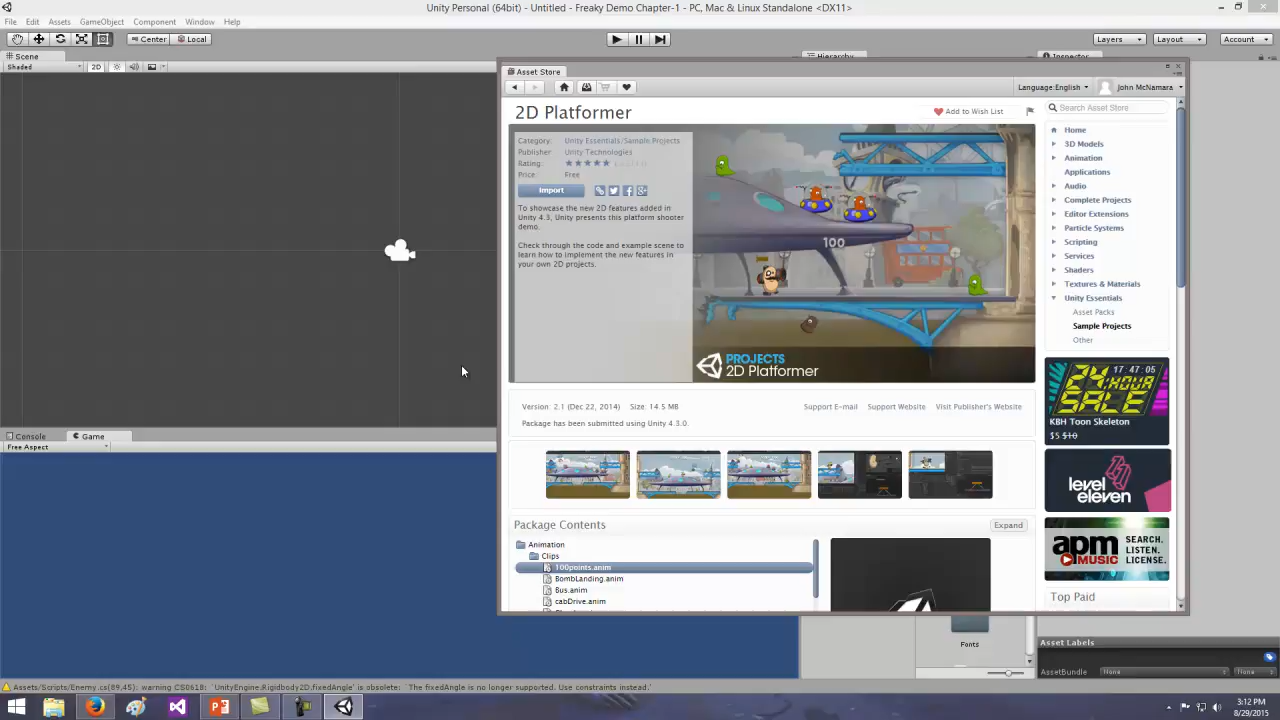 Unity Personal (64bit) - Untitled - Freaky Demo Chapter-1 - PC, Mac & Linux Standalone <DX11>
File Edit Assets GameObject Component Window Help
Center Local
Layers Layout Account
Scene
Hierarchy
Inspector
Shaded 2D
Asset Store
Language:English John McNamara
2D Platformer
Add to Wish List
Search Asset Store
Category: Unity Essentials/Sample Projects
Publisher Unity Technologies
Rating:
Price: Free
Import
To showcase the new 2D features added in
Unity 4.3, Unity presents this platform shooter
demo.
Check through the code and example scene to
learn how to implement the new features in
your own 2D projects.
100
PROJECTS
2D Platformer
Home
3D Models
Animation
Applications
Audio
Complete Projects
Editor Extensions
Particle Systems
Scripting
Services
Shaders
Textures & Materials
Unity Essentials
Asset Packs
Sample Projects
Other
24 HOUR
SALE
17:47:05
KBH Toon Skeleton
$5 $10
level
eleven
apm
SEARCH.
LISTEN.
LICENSE.
Top Paid
Version: 2.1 (Dec 22, 2014) Size: 14.5 MB
Support E-mail Support Website Visit Publisher's Website
Package has been submitted using Unity 4.3.0.
Package Contents
Expand
Animation
Clips
100points.anim
BombLanding.anim
Bus.anim
cabDrive.anim
Console Game
Free Aspect
Fonts
Asset Labels
AssetBundle None None
Assets/Scripts/Enemy.cs(89,45): warning CS0618: 'UnityEngine.Rigidbody2D.fixedAngle' is obsolete: 'The fixedAngle is no longer supported. Use constraints instead.'
3:12 PM
8/29/2015